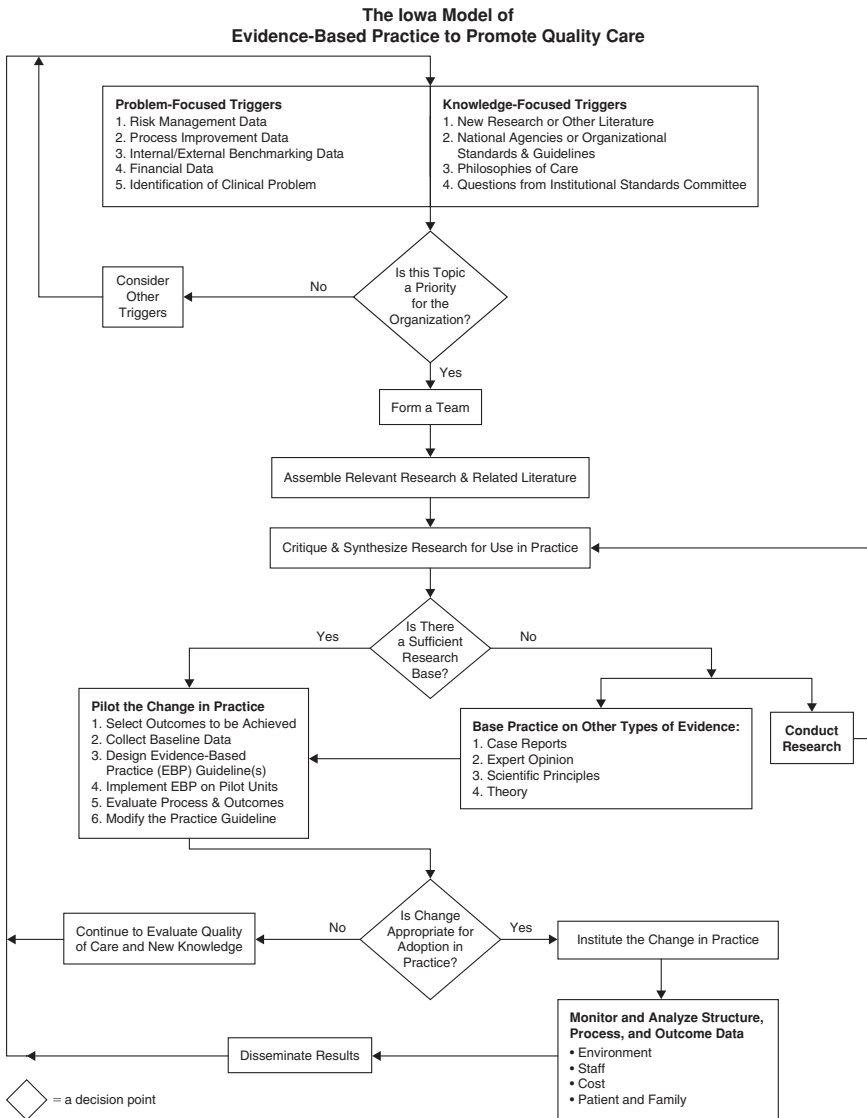 The Iowa Model of
Evidence-Based Practice to Promote Quality Care
Problem-Focused Triggers
1. Risk Management Data
2. Process Improvement Data
3. Internal/External Benchmarking Data
4. Financial Data
5. Identification of Clinical Problem
Knowledge-Focused Triggers
1. New Research or Other Literature
2. National Agencies or Organizational
Standards & Guidelines
3. Philosophies of Care
4. Questions from Institutional Standards Committee
Is this Topic
a Priority
for the
Organization?
No
Consider
Other
Triggers
Yes
Form a Team
Assemble Relevant Research & Related Literature
Critique & Synthesize Research for Use in Practice
Is There
a Sufficient
Research
Base?
Yes
No
Pilot the Change in Practice
1. Select Outcomes to be Achieved
2. Collect Baseline Data
3. Design Evidence-Based
Practice (EBP) Guideline(s)
4. Implement EBP on Pilot Units
5. Evaluate Process & Outcomes
6. Modify the Practice Guideline
Base Practice on Other Types of Evidence:
1. Case Reports
2. Expert Opinion
3. Scientific Principles
4. Theory
Conduct
Research
Is Change
Appropriate for
Adoption in
Practice?
No
Continue to Evaluate Quality
of Care and New Knowledge
Yes
Institute the Change in Practice
Monitor and Analyze Structure,
Process, and Outcome Data
• Environment
• Staff
• Cost
• Patient and Family
Disseminate Results
= a decision point